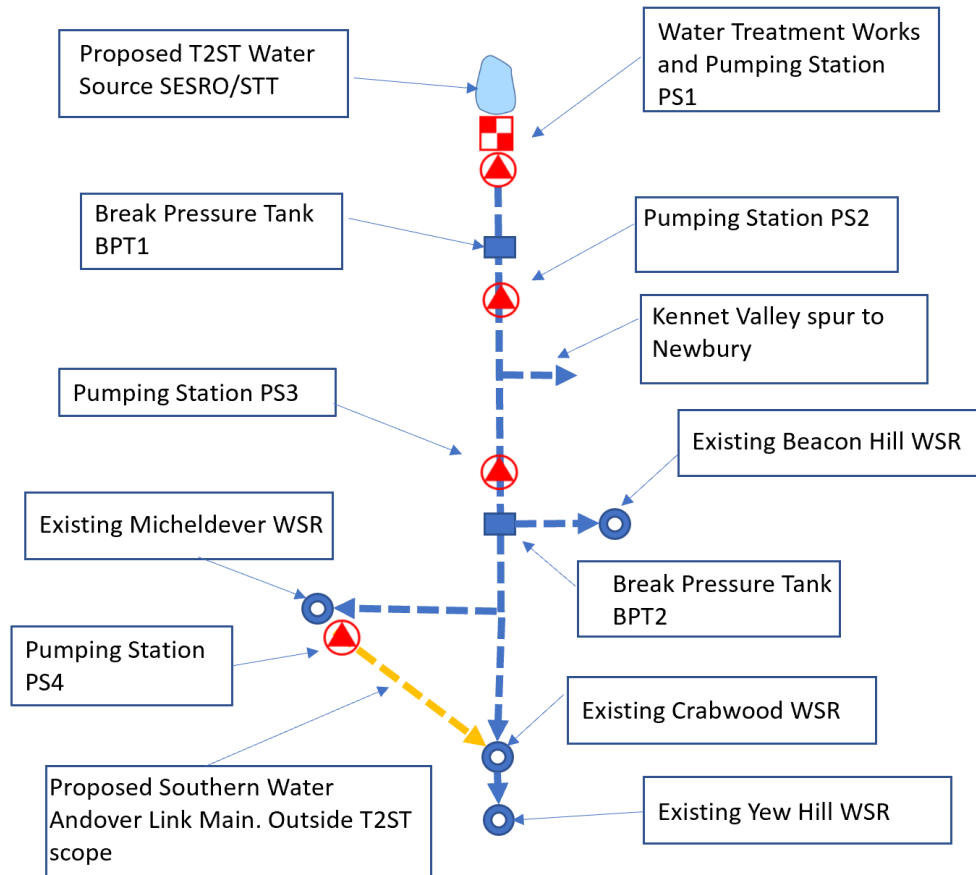 Proposed T2ST Water
Source SESRO/STT
Water Treatment Works
and Pumping Station
PS1
Break Pressure Tank
BPT1
Pumping Station PS2
Kennet Valley spur to
Newbury
Pumping Station PS3
Existing Beacon Hill WSR
Existing Micheldever WSR
Break Pressure Tank
BPT2
Pumping Station
PS4
Existing Crabwood WSR
Proposed Southern Water
Andover Link Main. Outside T2ST
scope
Existing Yew Hill WSR